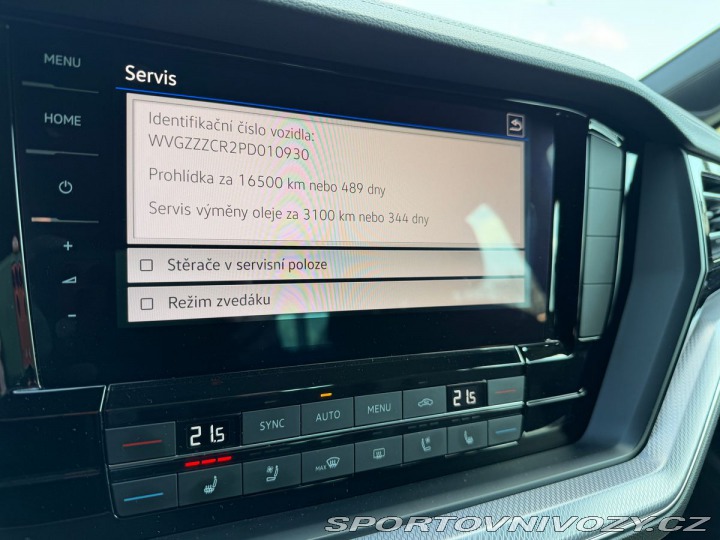 MENU
HOME
+
-
Servis
Identifikační číslo vozidla:
WVGZZZCR2PD010930
Prohlídka za 16500 km nebo 489 dny
Servis výměny oleje za 3100 km nebo 344 dny
Stěrače v servisní poloze
Režim zvedáku
21.5
SYNC
AUTO
MENU
21.5
MAX
SPORTOVNIVOZY.CZ